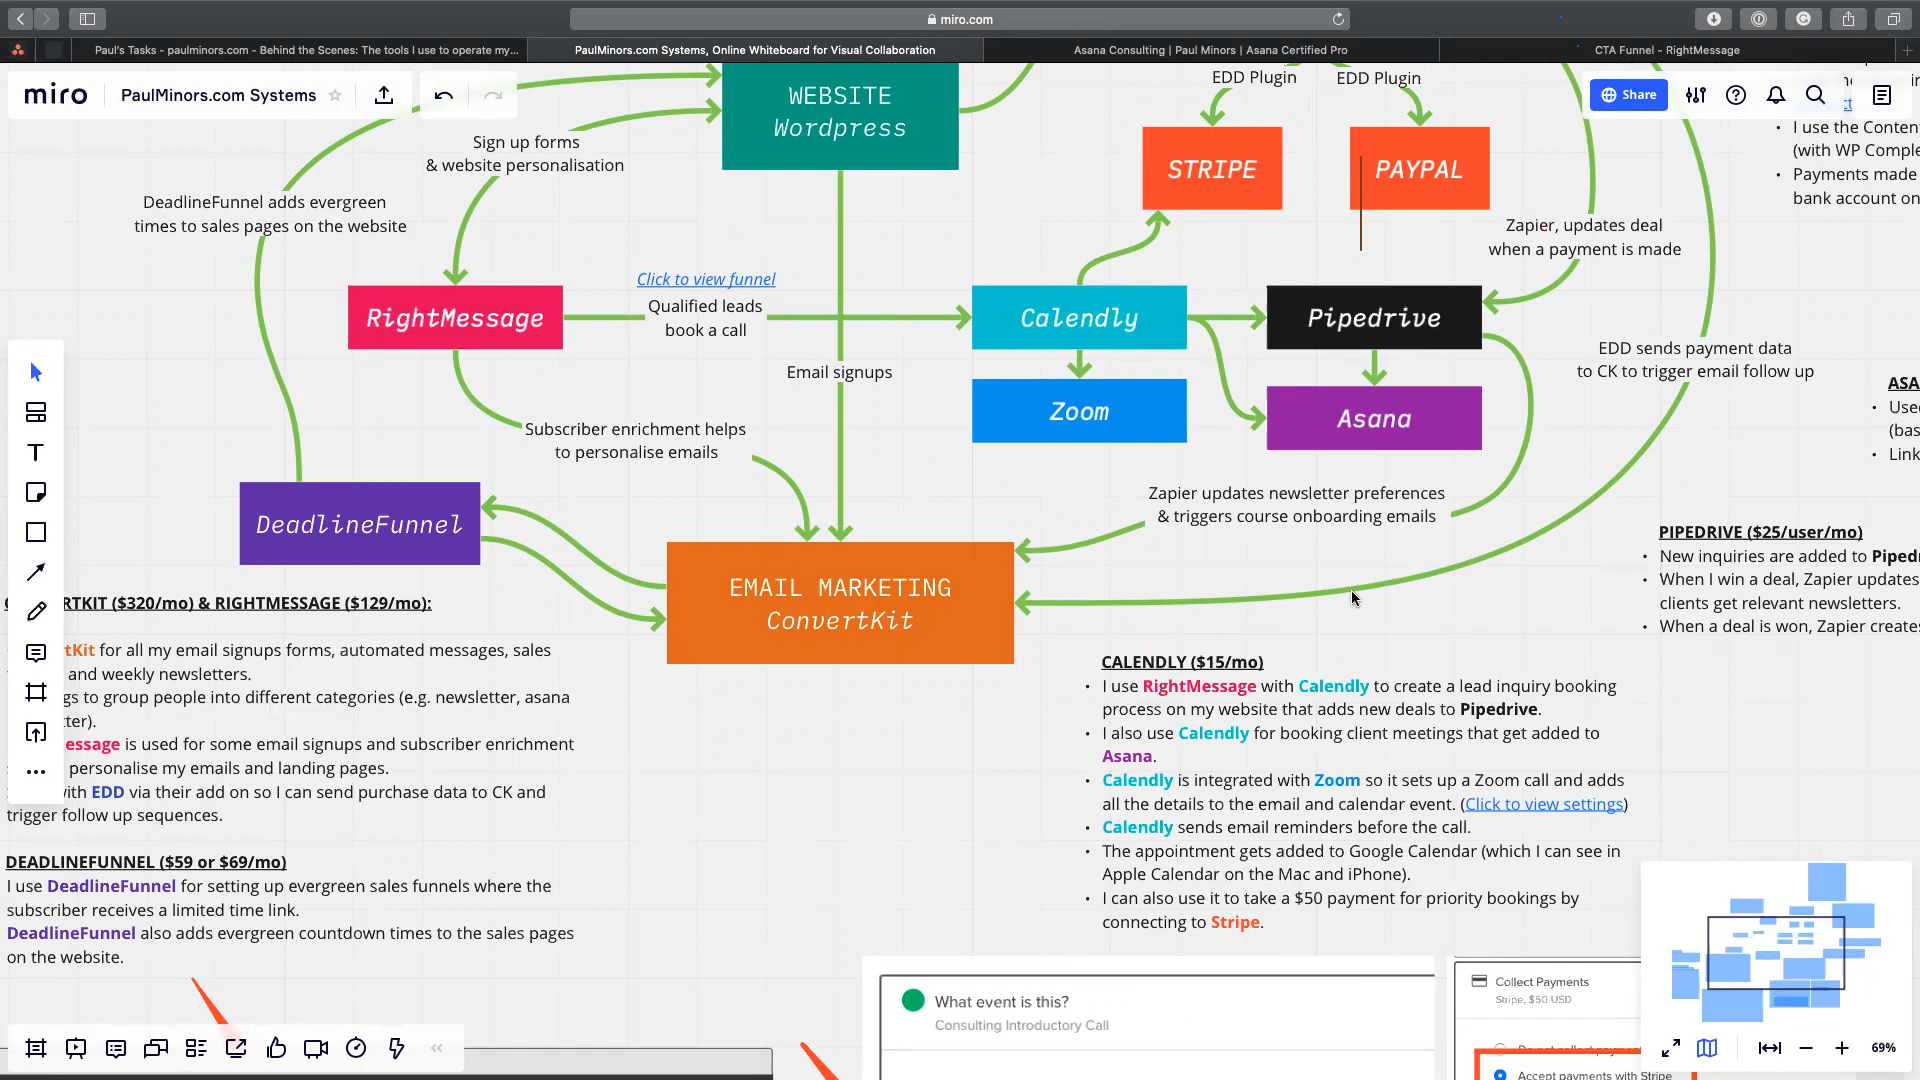 miro.com
Paul's Tasks - paulminors.com - Behind the Scenes: The tools I use to operate my...
PaulMinors.com Systems, Online Whiteboard for Visual Collaboration
Asana Consulting | Paul Minors | Asana Certified Pro
CTA Funnel - RightMessage
miro
PaulMinors.com Systems
Share
WEBSITE
Wordpress
EDD Plugin
EDD Plugin
STRIPE
PAYPAL
Sign up forms
& website personalisation
DeadlineFunnel adds evergreen
times to sales pages on the website
Zapier, updates deal
when a payment is made
• I use the Content
(with WP Comple
• Payments made
bank account on
Click to view funnel
Qualified leads
book a call
RightMessage
Calendly
Pipedrive
Email signups
Zoom
Asana
EDD sends payment data
to CK to trigger email follow up
ASA
• Use
(bas
• Link
Subscriber enrichment helps
to personalise emails
Zapier updates newsletter preferences
& triggers course onboarding emails
DeadlineFunnel
EMAIL MARKETING
ConvertKit
PIPEDRIVE ($25/user/mo)
• New inquiries are added to Piped
• When I win a deal, Zapier updates
clients get relevant newsletters.
• When a deal is won, Zapier creates
RTKIT ($320/mo) & RIGHTMESSAGE ($129/mo):
tKit for all my email signups forms, automated messages, sales
and weekly newsletters.
gs to group people into different categories (e.g. newsletter, asana
ter).
essage is used for some email signups and subscriber enrichment
personalise my emails and landing pages.
with EDD via their add on so I can send purchase data to CK and
trigger follow up sequences.
DEADLINEFUNNEL ($59 or $69/mo)
I use DeadlineFunnel for setting up evergreen sales funnels where the
subscriber receives a limited time link.
DeadlineFunnel also adds evergreen countdown times to the sales pages
on the website.
CALENDLY ($15/mo)
• I use RightMessage with Calendly to create a lead inquiry booking
process on my website that adds new deals to Pipedrive.
• I also use Calendly for booking client meetings that get added to
Asana.
• Calendly is integrated with Zoom so it sets up a Zoom call and adds
all the details to the email and calendar event. (Click to view settings)
• Calendly sends email reminders before the call.
• The appointment gets added to Google Calendar (which I can see in
Apple Calendar on the Mac and iPhone).
• I can also use it to take a $50 payment for priority bookings by
connecting to Stripe.
What event is this?
Consulting Introductory Call
Collect Payments
Stripe, $50 USD
Accept payments with Stripe
69%